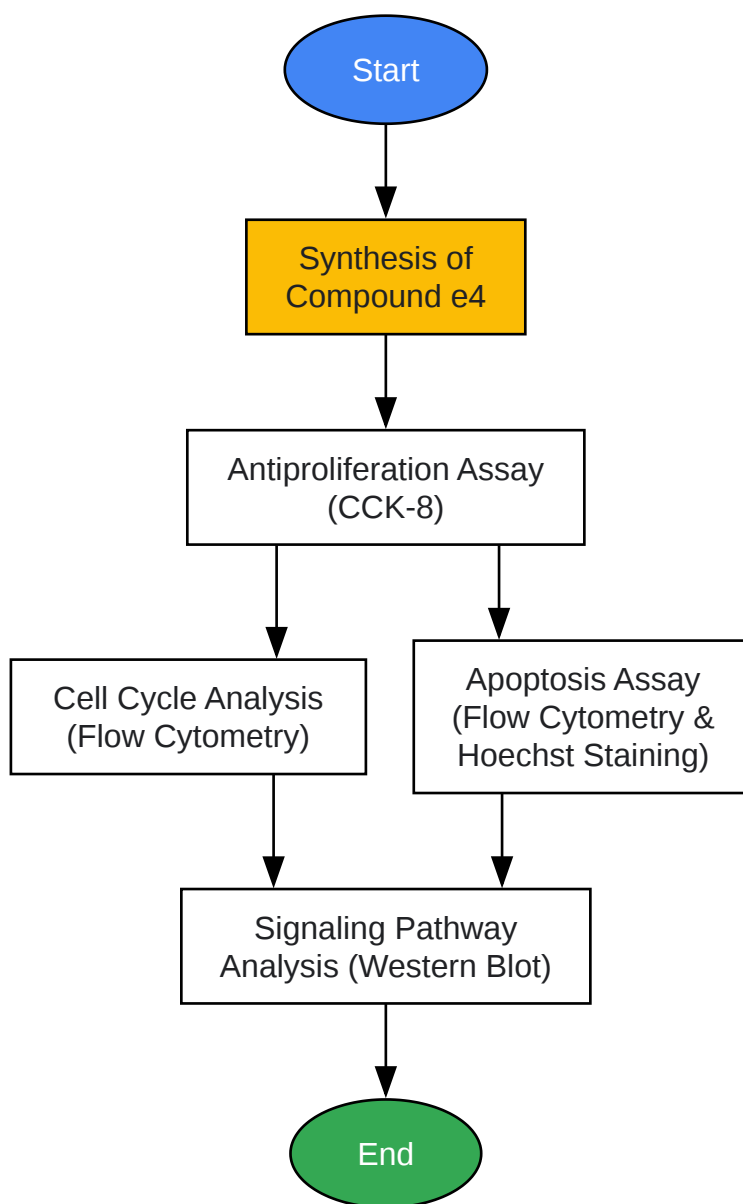 Start
Synthesis of
Compound e4
Antiproliferation Assay
(CCK-8)
Cell Cycle Analysis
(Flow Cytometry)
Apoptosis Assay
(Flow Cytometry &
Hoechst Staining)
Signaling Pathway
Analysis (Western Blot)
End